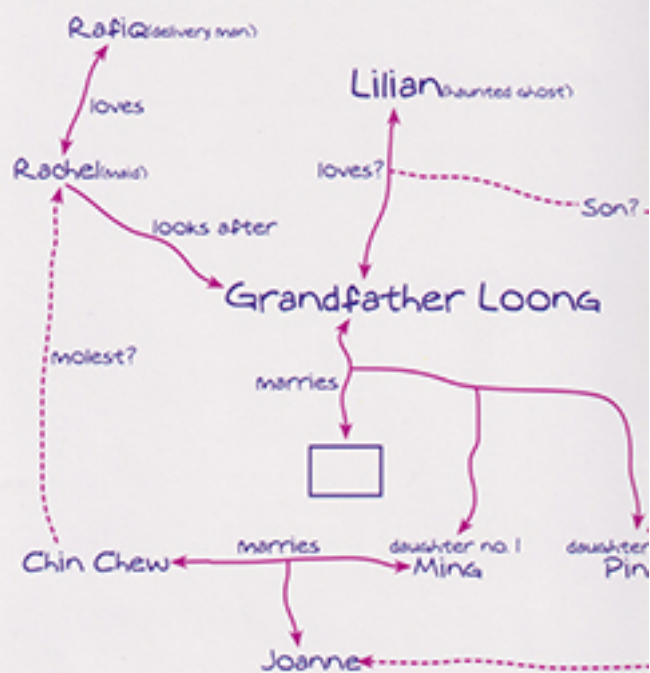 RafiQ(delivery man)
Lilian(haunted ghost)
loves
Rachel(maid)
loves?
Son?
looks after
Grandfather Loong
molest?
marries
marries
daughter no. 1
daughter
Chin Chew
Ming
Pin
Joanne